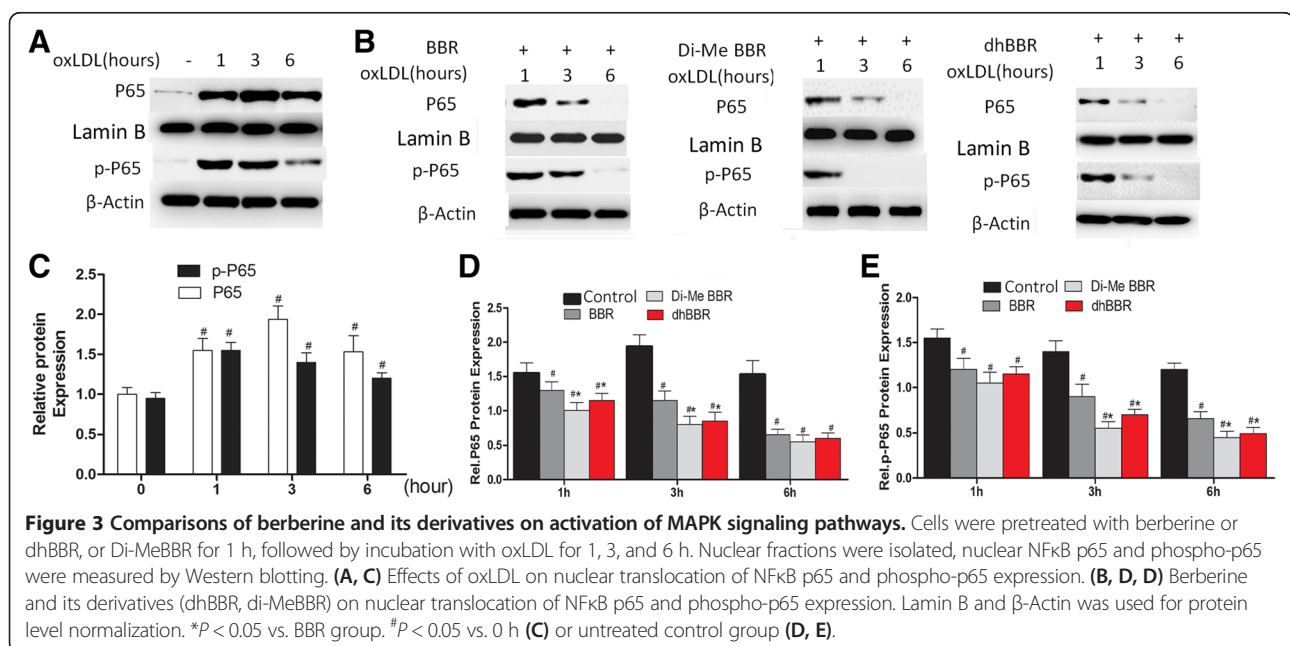 A
oxLDL(hours) - 1 3 6
P65
Lamin B
p-P65
β-Actin
B
BBR + + +
oxLDL(hours) 1 3 6
P65
Lamin B
p-P65
β-Actin
Di-Me BBR + + +
oxLDL(hours) 1 3 6
P65
Lamin B
p-P65
β-Actin
dhBBR + + +
oxLDL(hours) 1 3 6
P65
Lamin B
p-P65
β-Actin
C
Relative protein
Expression
2.5
2.0
1.5
1.0
0.5
0.0
p-P65
P65
# # # # # #
0 1 3 6 (hour)
D
Rel.P65 Protein Expression
2.5
2.0
1.5
1.0
0.5
0.0
Control Di-Me BBR
BBR dhBBR
# #* #* # #* #* # # #
1h 3h 6h
E
Rel.p-P65 Protein Expression
2.0
1.5
1.0
0.5
0.0
Control Di-Me BBR
BBR dhBBR
# # # # #* #* # #* #*
1h 3h 6h
Figure 3 Comparisons of berberine and its derivatives on activation of MAPK signaling pathways. Cells were pretreated with berberine or
dhBBR, or Di-MeBBR for 1 h, followed by incubation with oxLDL for 1, 3, and 6 h. Nuclear fractions were isolated, nuclear NFκB p65 and phospho-p65
were measured by Western blotting. (A, C) Effects of oxLDL on nuclear translocation of NFκB p65 and phospho-p65 expression. (B, D, D) Berberine
and its derivatives (dhBBR, di-MeBBR) on nuclear translocation of NFκB p65 and phospho-p65 expression. Lamin B and β-Actin was used for protein
level normalization. *P < 0.05 vs. BBR group. #P < 0.05 vs. 0 h (C) or untreated control group (D, E).